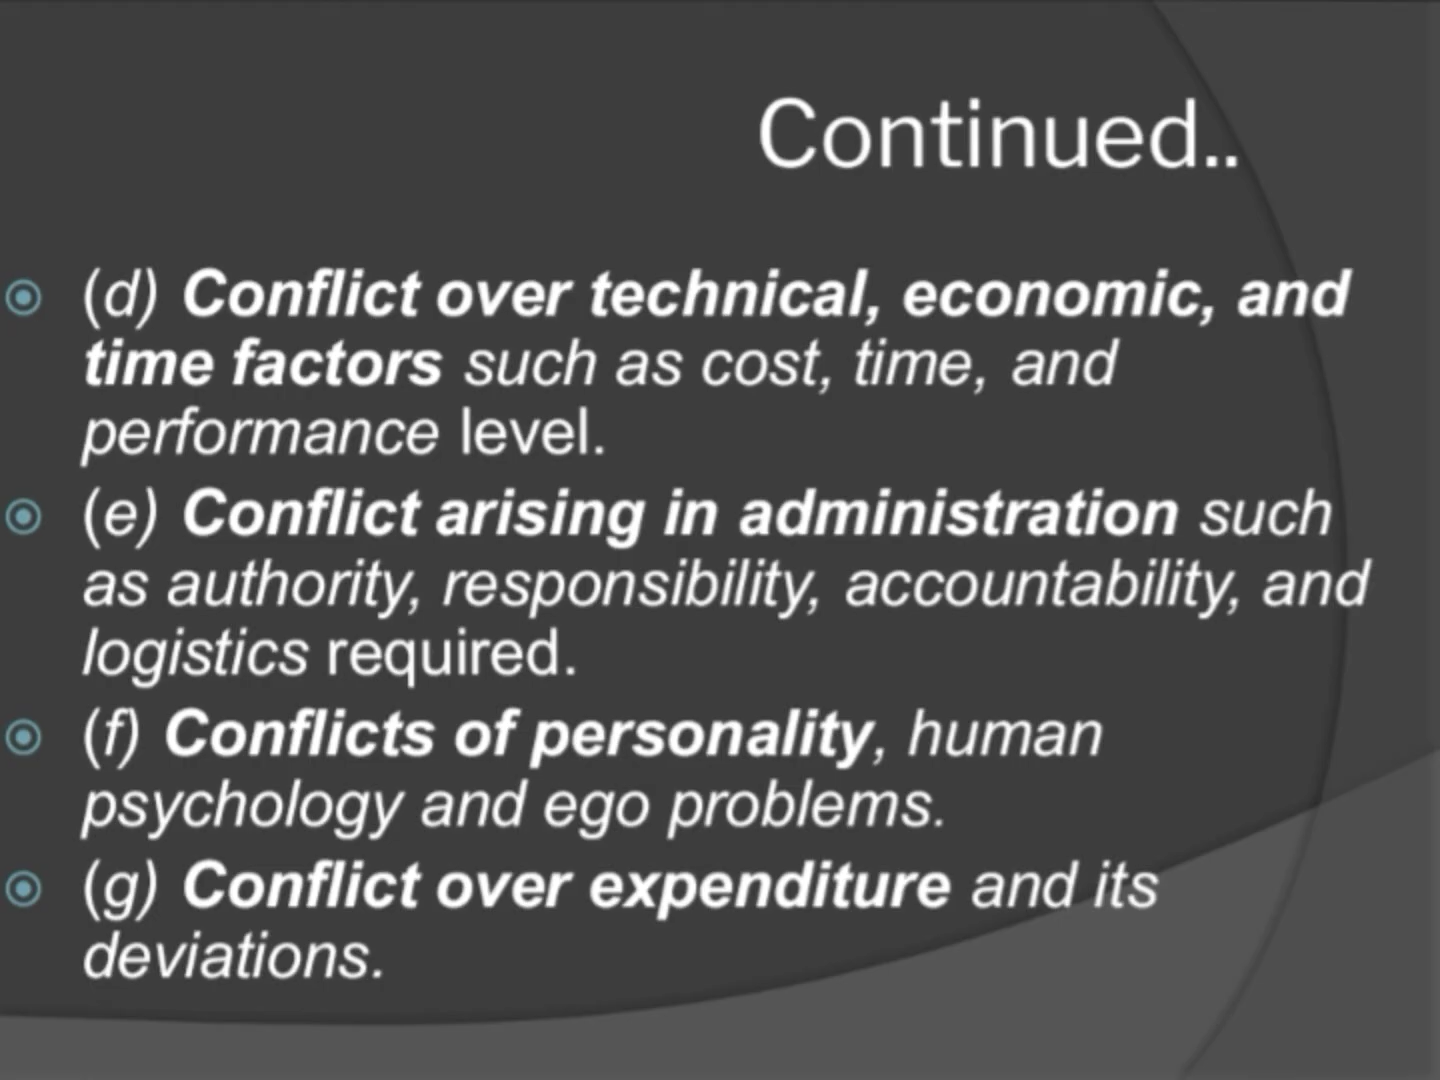 Continued..
(d) Conflict over technical, economic, and
time factors such as cost, time, and
performance level.
(e) Conflict arising in administration such
as authority, responsibility, accountability, and
logistics required.
(f) Conflicts of personality, human
psychology and ego problems.
(g) Conflict over expenditure and its
deviations.